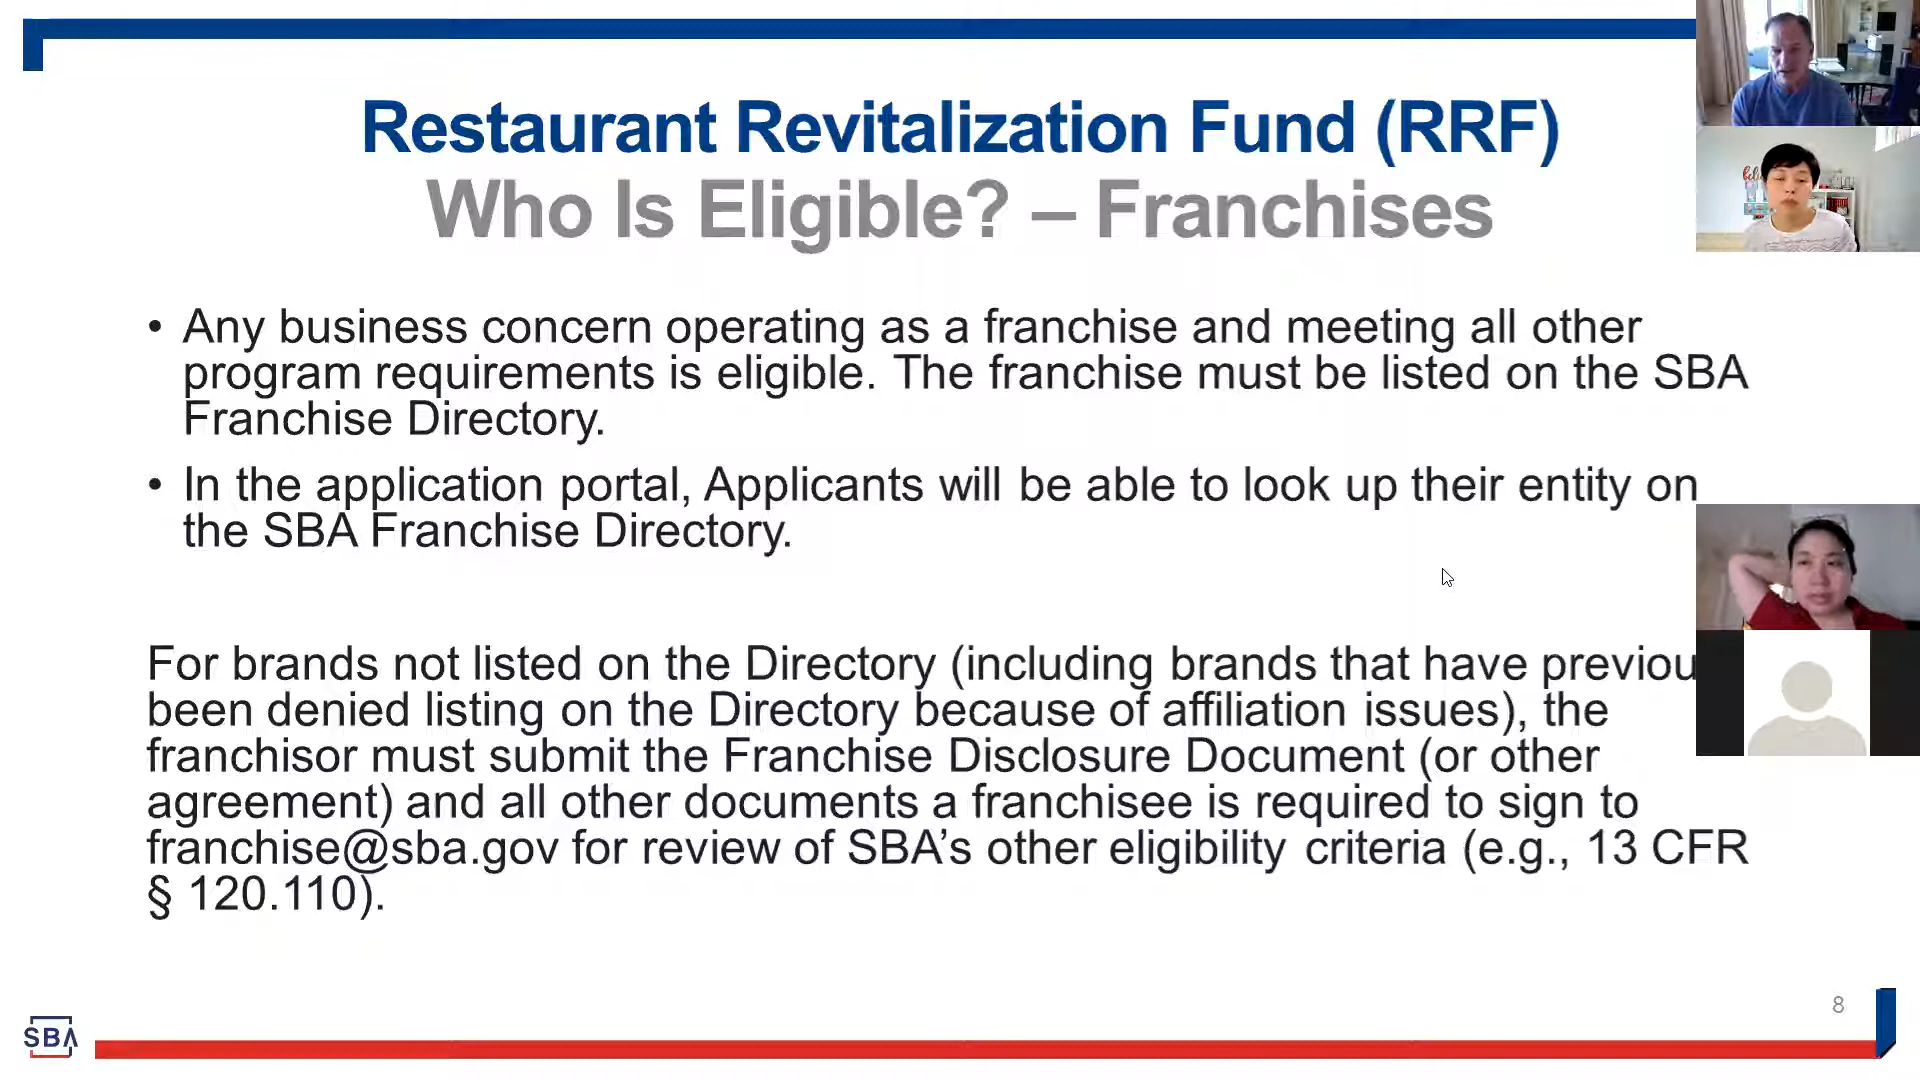 Restaurant Revitalization Fund (RRF)
Who Is Eligible? – Franchises
• Any business concern operating as a franchise and meeting all other
program requirements is eligible. The franchise must be listed on the SBA
Franchise Directory.
• In the application portal, Applicants will be able to look up their entity on
the SBA Franchise Directory.
For brands not listed on the Directory (including brands that have previou
been denied listing on the Directory because of affiliation issues), the
franchisor must submit the Franchise Disclosure Document (or other
agreement) and all other documents a franchisee is required to sign to
franchise@sba.gov for review of SBA’s other eligibility criteria (e.g., 13 CFR
§ 120.110).
8
SBA